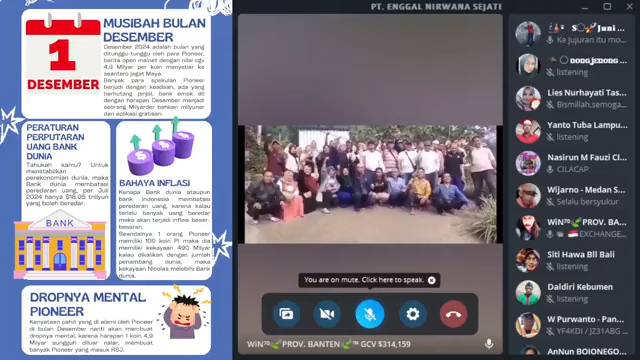 MUSIBAH BULAN
DESEMBER
Desember 2024 adalah bulan yang
ditunggu-tunggu oleh para Pioneer,
berita open mainet dengan nilai cgv
4,9 Milyar per koin menyebar ke
seantero jagat Maya.
Banyak para spekulan Pioneer
berjudi dengan keadaan, ada yang
berhutang pinjol, bank emok dll
dengan harapan Desember menjadi
seorang Milyarder bahkan milyuner
dari aplikasi gratisan.
1
DESEMBER
PERATURAN
PERPUTARAN
UANG BANK
DUNIA
Tahukah kamu? Untuk
menstabilkan
perekonomian dunia, maka
Bank dunia membatasi
peredaran uang, per Juli
2024 hanya $18.05 triliyun
yang boleh beredar.
BANK
BAHAYA INFLASI
Kenapa Bank dunia ataupun
bank indonesia membatasi
peredaran uang, karena kalau
terlalu banyak uang beredar
maka akan terjadi inflasi besar-
besaran.
Seandainya 1 orang Pioneer
memiliki 100 koin PI maka dia
memiliki kekayaan 490 Milyar
kalau dikalikan dengan jumlah
penambang dunia, maka
kekayaan Nicolas melebihi Bank
dunia.
DROPNYA MENTAL
PIONEER
Kenyataan pahit yang di alami oleh Pioneer
di bulan Desember nanti akan membuat
dropnya mental, karena harapan 1 koin 4,9
Milyar sungguh diluar nalar, membuat
banyak Pioneer yang masuk RSJ.
PT. ENGGAL NIRWANA SEJATI
You are on mute. Click here to speak.
WiN⁷⁰🌿PROV. BANTEN🌿™ GCV $314,159
Juni
Ke jujuran itu mo
listening
Lies Nurhayati Tas
Bismillah,semoga
Yanto Tuba Lampu
listening
Nasirun M Fauzi Cl
CILACAP
Wijarno - Medan S
Selalu bersyukur
WiN⁷⁰🌿PROV. B
EXCHANGE
Siti Hawa Bll Bali
listening
Daldiri Kebumen
listening
W Purwanto - Pan
YF4KDI / JZ11ABG
AnNun BOIONEGO